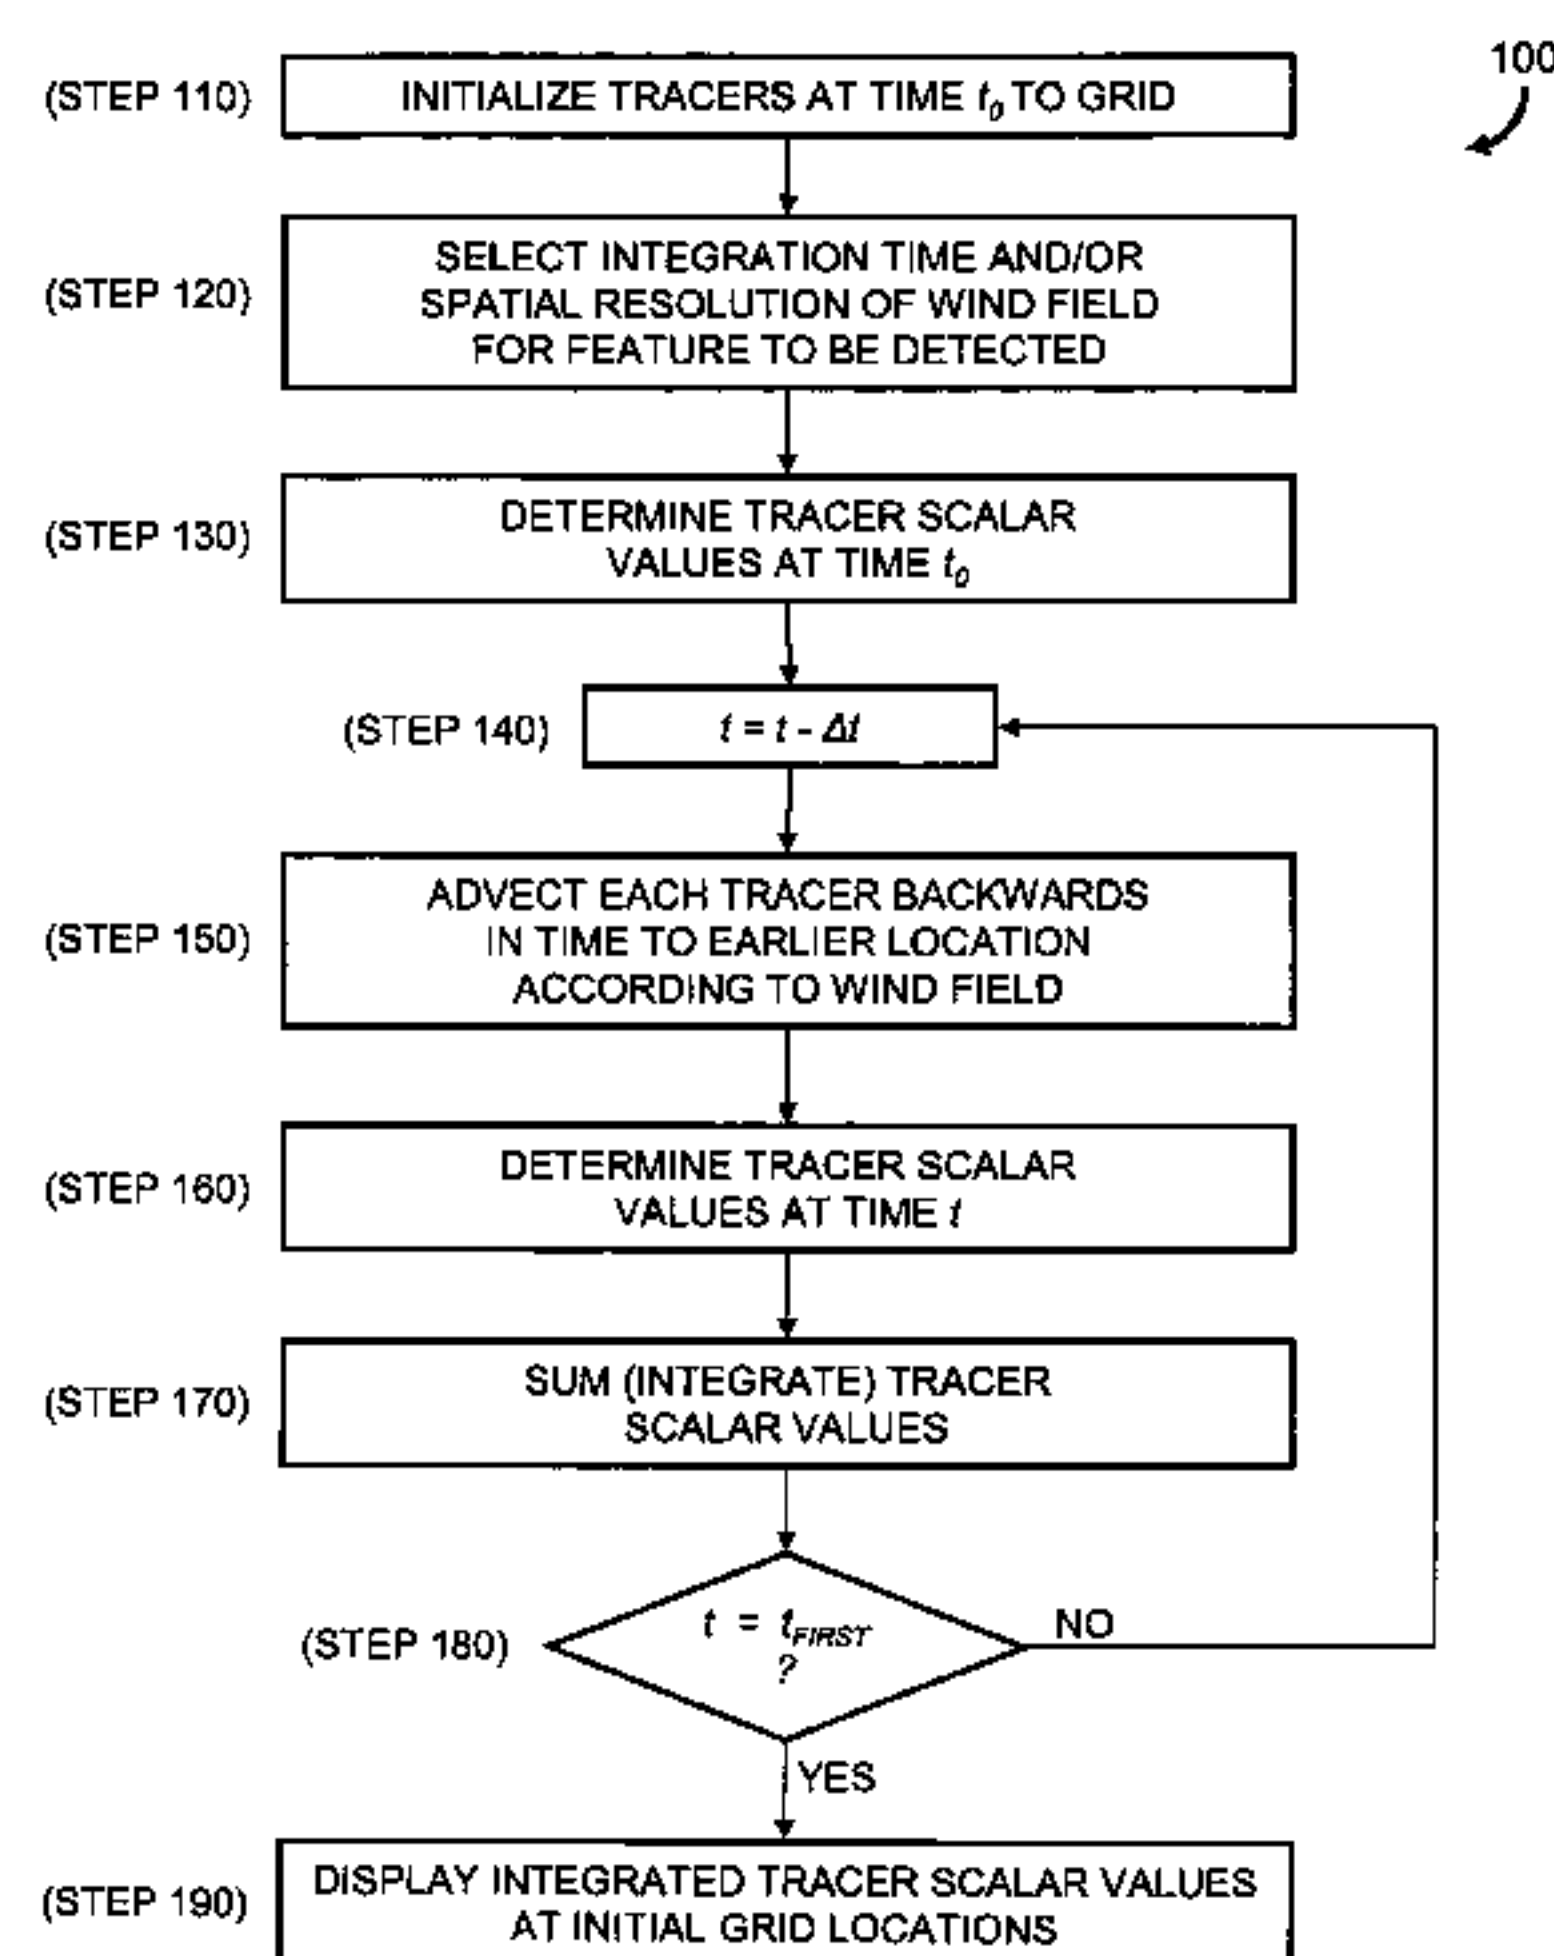 100
(STEP 110)
INITIALIZE TRACERS AT TIME t0 TO GRID
(STEP 120)
SELECT INTEGRATION TIME AND/OR
SPATIAL RESOLUTION OF WIND FIELD
FOR FEATURE TO BE DETECTED
(STEP 130)
DETERMINE TRACER SCALAR
VALUES AT TIME t0
(STEP 140)
t = t - Δt
(STEP 150)
ADVECT EACH TRACER BACKWARDS
IN TIME TO EARLIER LOCATION
ACCORDING TO WIND FIELD
(STEP 160)
DETERMINE TRACER SCALAR
VALUES AT TIME t
(STEP 170)
SUM (INTEGRATE) TRACER
SCALAR VALUES
(STEP 180)
t = tFIRST
?
NO
YES
(STEP 190)
DISPLAY INTEGRATED TRACER SCALAR VALUES
AT INITIAL GRID LOCATIONS